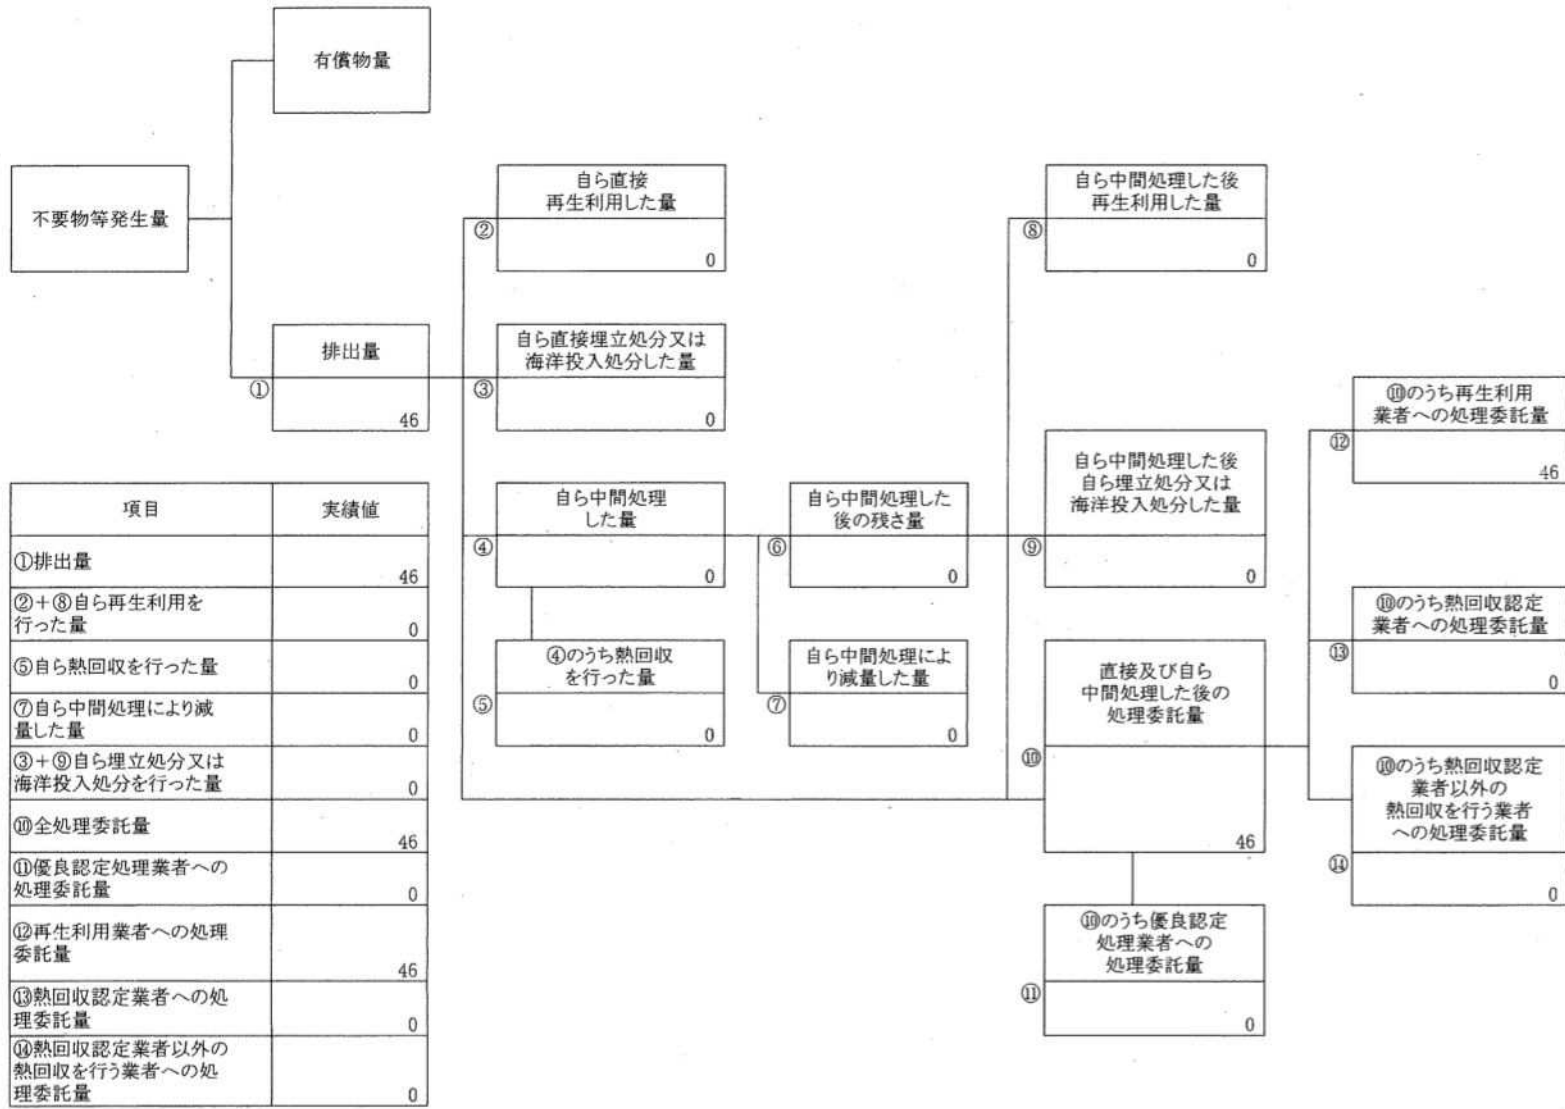 有償物量
不要物等発生量
自ら直接
再生利用した量
②
0
自ら中間処理した後
再生利用した量
⑧
0
排出量
①
46
自ら直接埋立処分又は
海洋投入処分した量
③
0
⑩のうち再生利用
業者への処理委託量
⑫
46
自ら中間処理
した量
④
0
自ら中間処理した
後の残さ量
⑥
0
自ら中間処理した後
自ら埋立処分又は
海洋投入処分した量
⑨
0
⑩のうち熱回収認定
業者への処理委託量
⑬
0
④のうち熱回収
を行った量
⑤
0
自ら中間処理によ
り減量した量
⑦
0
直接及び自ら
中間処理した後の
処理委託量
⑩
46
⑩のうち熱回収認定
業者以外の
熱回収を行う業者
への処理委託量
⑭
0
⑩のうち優良認定
処理業者への
処理委託量
⑪
0
項目 実績値
①排出量
46
②+⑧自ら再生利用を
行った量 0
⑤自ら熱回収を行った量
0
⑦自ら中間処理により減
量した量 0
③+⑨自ら埋立処分又は
海洋投入処分を行った量 0
⑩全処理委託量
46
⑪優良認定処理業者への
処理委託量 0
⑫再生利用業者への処理
委託量
46
⑬熱回収認定業者への処
理委託量 0
⑭熱回収認定業者以外の
熱回収を行う業者への処
理委託量 0